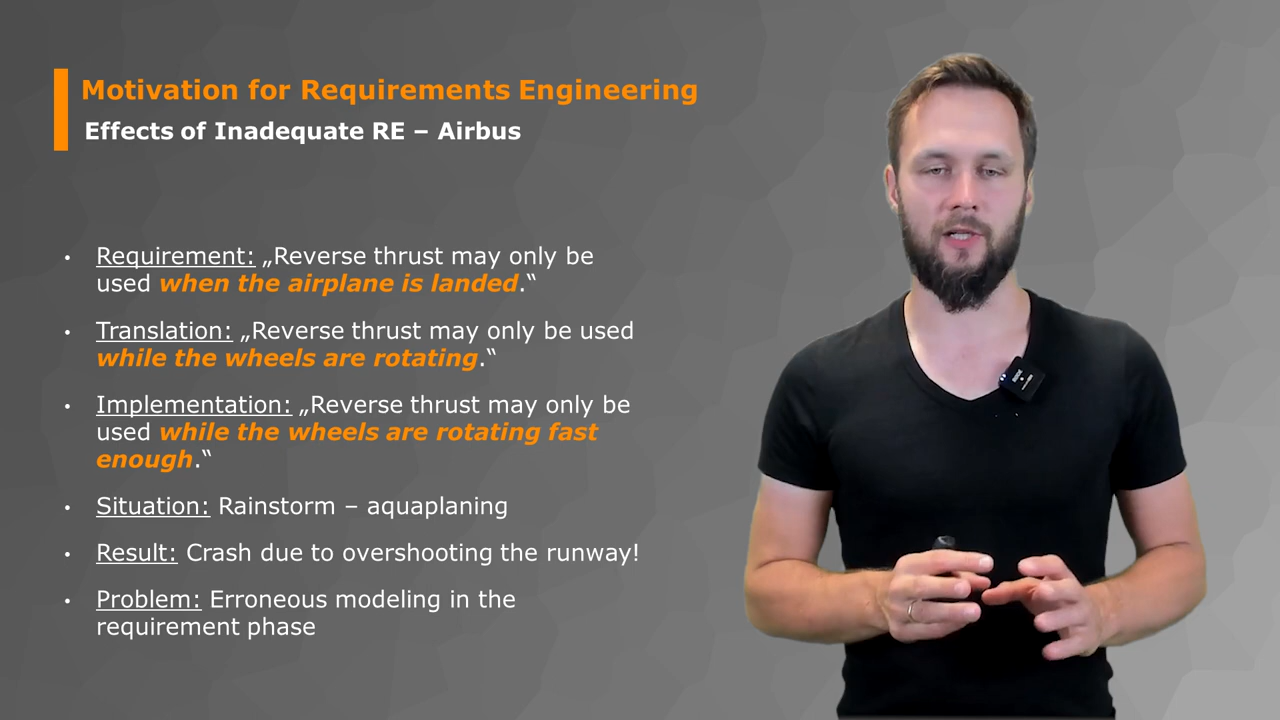 Motivation for Requirements Engineering
Effects of Inadequate RE – Airbus
• Requirement: „Reverse thrust may only be
used when the airplane is landed.“
• Translation: „Reverse thrust may only be used
while the wheels are rotating.“
• Implementation: „Reverse thrust may only be
used while the wheels are rotating fast
enough.“
• Situation: Rainstorm – aquaplaning
• Result: Crash due to overshooting the runway!
• Problem: Erroneous modeling in the
requirement phase